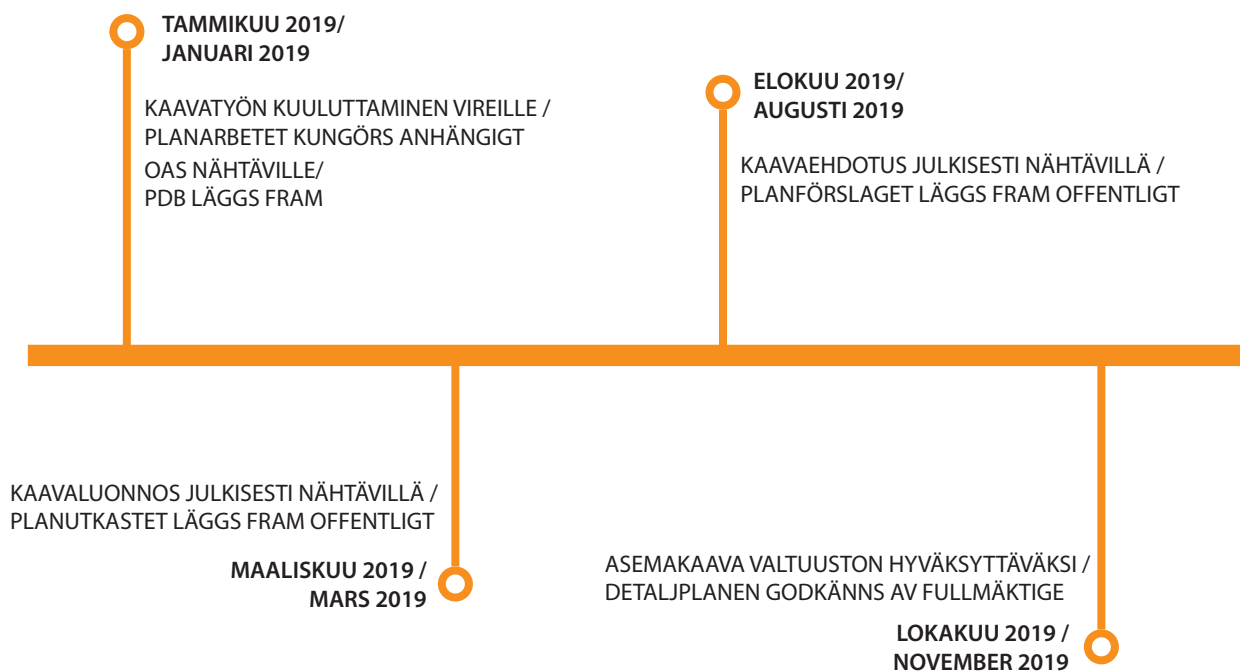 TAMMIKUU 2019/
JANUARI 2019
KAAVATYÖN KUULUTTAMINEN VIREILLE /
PLANARBETET KUNGÖRS ANHÄNGIGT
OAS NÄHTÄVILLE/
PDB LÄGGS FRAM
ELOKUU 2019/
AUGUSTI 2019
KAAVAEHDOTUS JULKISESTI NÄHTÄVILLÄ /
PLANFÖRSLAGET LÄGGS FRAM OFFENTLIGT
KAAVALUONNOS JULKISESTI NÄHTÄVILLÄ /
PLANUTKASTET LÄGGS FRAM OFFENTLIGT
MAALISKUU 2019 /
MARS 2019
ASEMAKAAVA VALTUUSTON HYVÄKSYTTÄVÄKSI /
DETALJPLANEN GODKÄNNS AV FULLMÄKTIGE
LOKAKUU 2019 /
NOVEMBER 2019